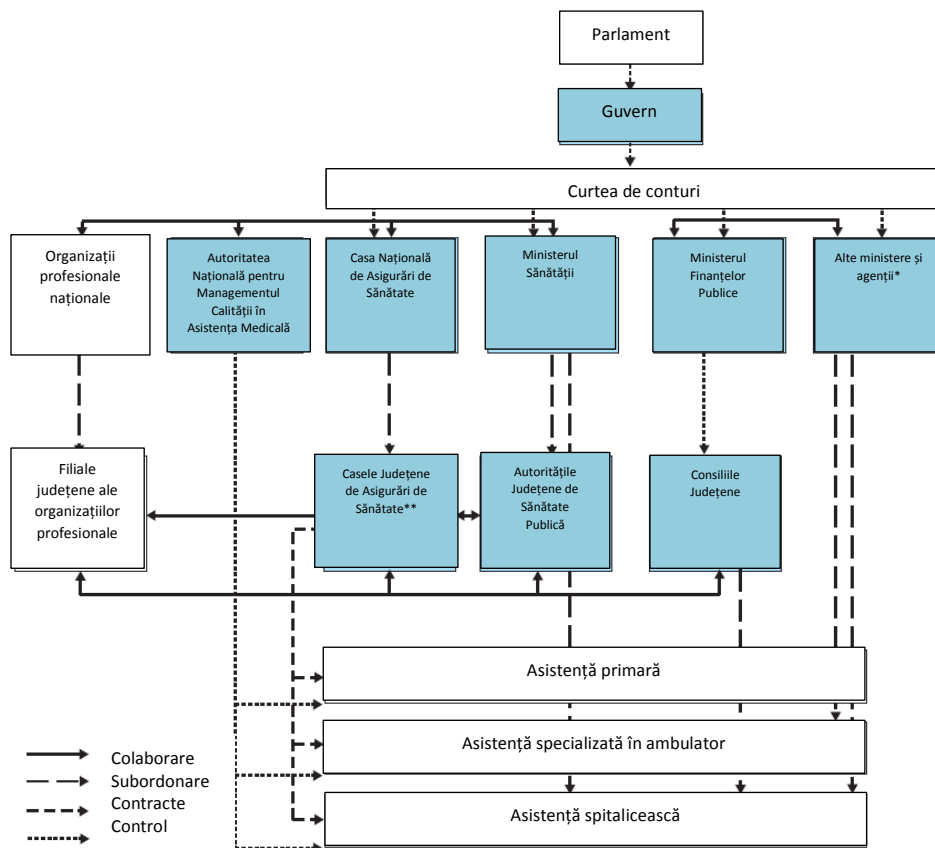 Parlament
Guvern
Curtea de conturi
Organizații
profesionale
naționale
Autoritatea
Națională pentru
Managementul
Calității în
Asistența Medicală
Casa Națională
de Asigurări de
Sănătate
Ministerul
Sănătății
Ministerul
Finanțelor
Publice
Alte ministere și
agenții*
Filiale
județene ale
organizațiilor
profesionale
Casele Județene
de Asigurări de
Sănătate**
Autoritățile
Județene de
Sănătate
Publică
Consiliile
Județene
Asistență primară
Asistență specializată în ambulator
Asistență spitalicească
Colaborare
Subordonare
Contracte
Control